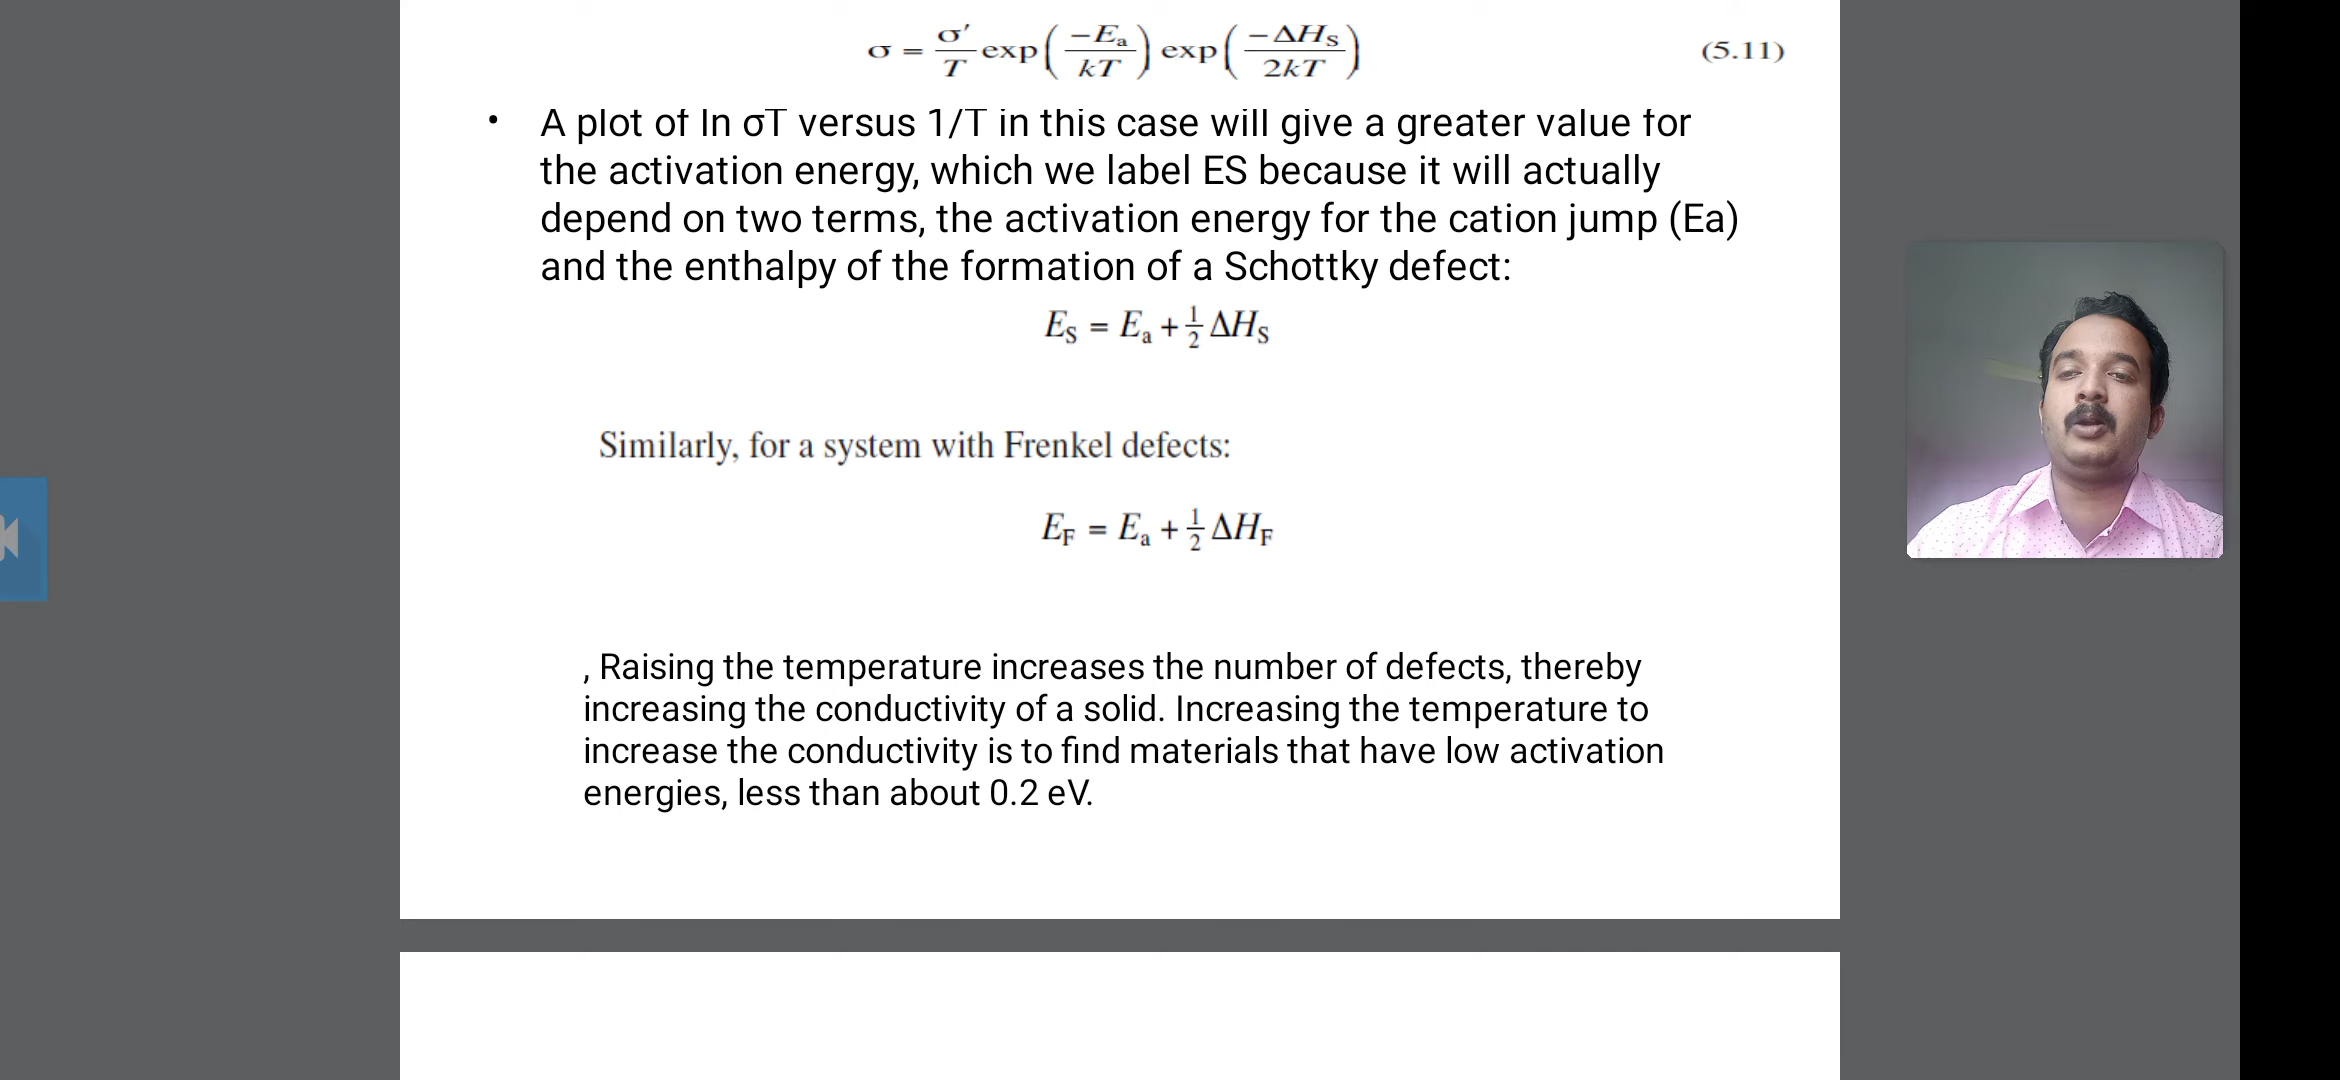 σ = σ′/T exp(−Ea/kT) exp(−ΔHS/2kT) (5.11)
• A plot of ln σT versus 1/T in this case will give a greater value for
the activation energy, which we label ES because it will actually
depend on two terms, the activation energy for the cation jump (Ea)
and the enthalpy of the formation of a Schottky defect:
ES = Ea + ½ ΔHS
Similarly, for a system with Frenkel defects:
EF = Ea + ½ ΔHF
, Raising the temperature increases the number of defects, thereby
increasing the conductivity of a solid. Increasing the temperature to
increase the conductivity is to find materials that have low activation
energies, less than about 0.2 eV.